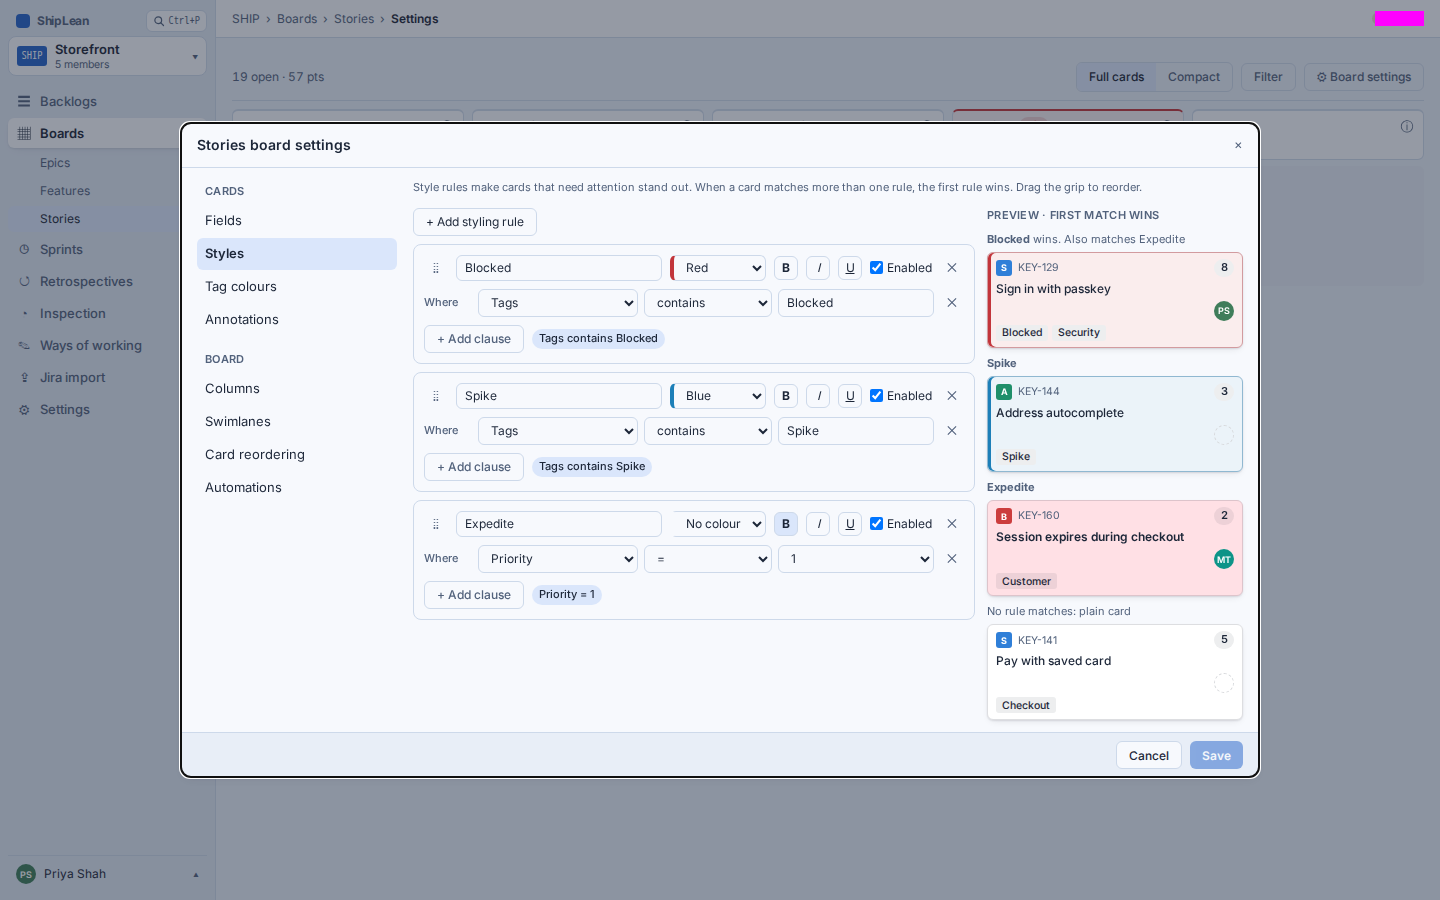 ShipLean
Ctrl+P
SHIP
Storefront
5 members
Backlogs
Boards
Epics
Features
Stories
Sprints
Retrospectives
Inspection
Ways of working
Jira import
Settings
PS Priya Shah
SHIP › Boards › Stories › Settings
19 open · 57 pts
Full cards
Compact
Filter
Board settings
Stories board settings
CARDS
Fields
Styles
Tag colours
Annotations
BOARD
Columns
Swimlanes
Card reordering
Automations
Style rules make cards that need attention stand out. When a card matches more than one rule, the first rule wins. Drag the grip to reorder.
+ Add styling rule
Blocked Red B I U Enabled
Where Tags contains Blocked
+ Add clause Tags contains Blocked
Spike Blue B I U Enabled
Where Tags contains Spike
+ Add clause Tags contains Spike
Expedite No colour B I U Enabled
Where Priority = 1
+ Add clause Priority = 1
PREVIEW · FIRST MATCH WINS
Blocked wins. Also matches Expedite
S KEY-129 8
Sign in with passkey
PS
Blocked Security
Spike
A KEY-144 3
Address autocomplete
Spike
Expedite
B KEY-160 2
Session expires during checkout
MT
Customer
No rule matches: plain card
S KEY-141 5
Pay with saved card
Checkout
Cancel
Save